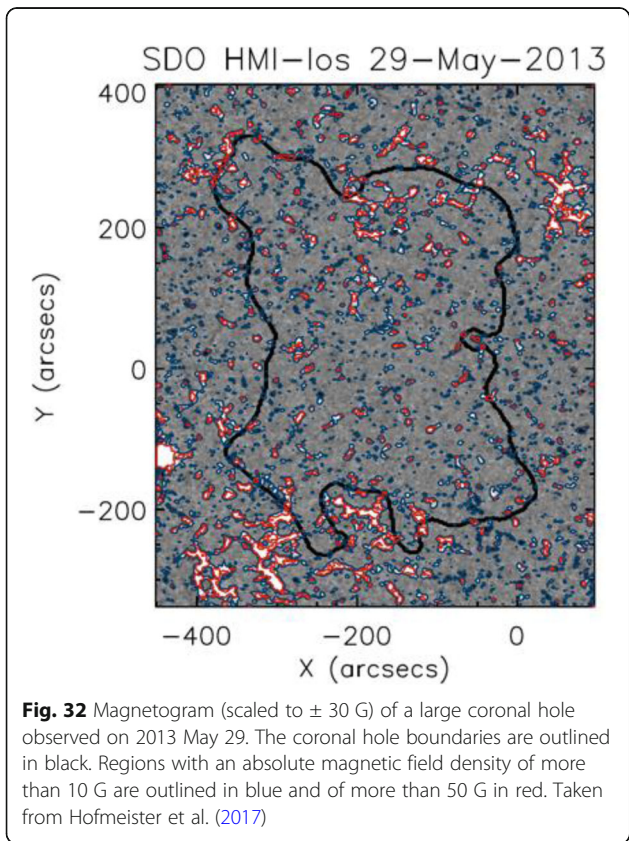 SDO HMI-los 29-May-2013
400
200
0
-200
Y (arcsecs)
-400 -200 0
X (arcsecs)
Fig. 32 Magnetogram (scaled to ± 30 G) of a large coronal hole
observed on 2013 May 29. The coronal hole boundaries are outlined
in black. Regions with an absolute magnetic field density of more
than 10 G are outlined in blue and of more than 50 G in red. Taken
from Hofmeister et al. (2017)